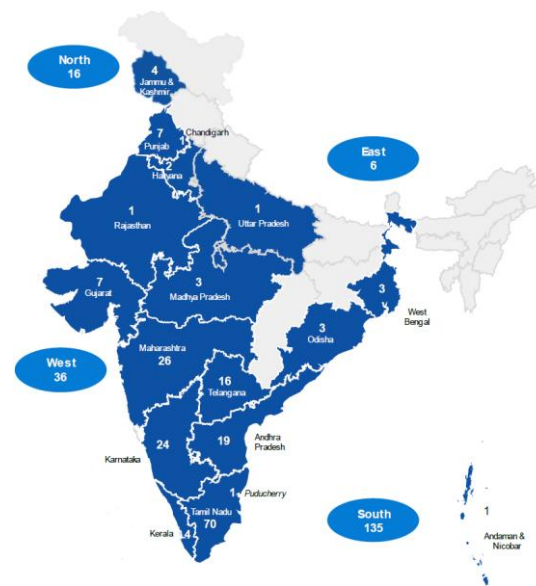 North
16
4
Jammu &
Kashmir
7
Punjab
1
Chandigarh
2
Haryana
East
6
1
Rajasthan
1
Uttar Pradesh
7
Gujarat
3
Madhya Pradesh
3
West
Bengal
3
Odisha
Maharashtra
26
West
36
16
Telangana
24
Karnataka
19
Andhra
Pradesh
1
Puducherry
Tamil Nadu
70
Kerala
4
South
135
1
Andaman &
Nicobar